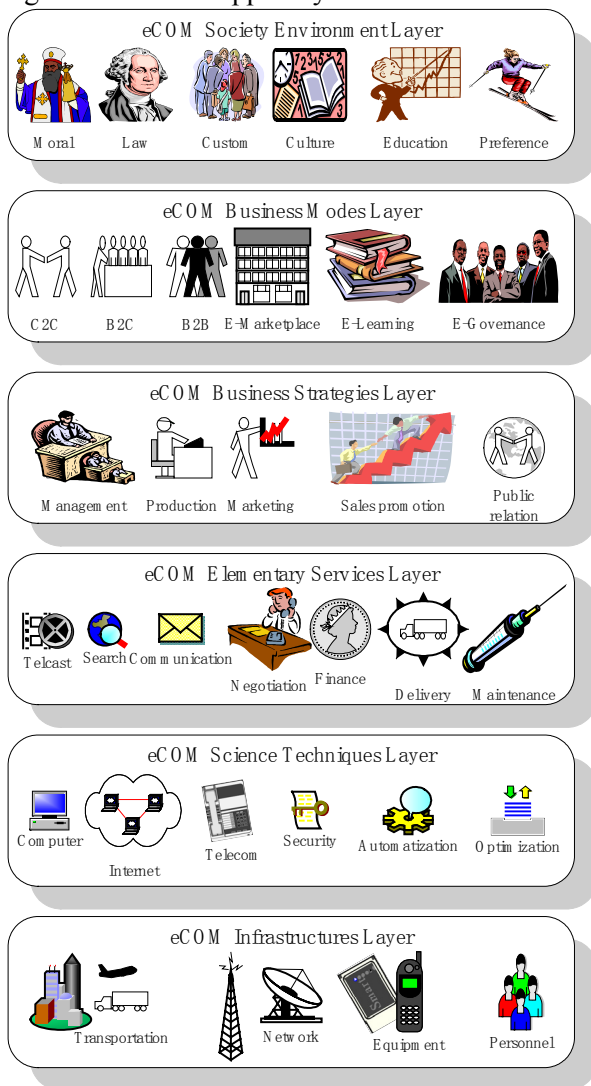 eCOM Society Environment Layer
Moral Law Custom Culture Education Preference
eCOM Business Modes Layer
C2C B2C B2B E-Marketplace E-Learning E-Governance
eCOM Business Strategies Layer
Management Production Marketing Sales promotion Public
relation
eCOM Elementary Services Layer
Telcast Search Communication
Negotiation Finance
Delivery Maintenance
eCOM Science Techniques Layer
Computer Internet Telecom Security Automatization Optimization
eCOM Infrastructures Layer
Transportation Network Equipment Personnel